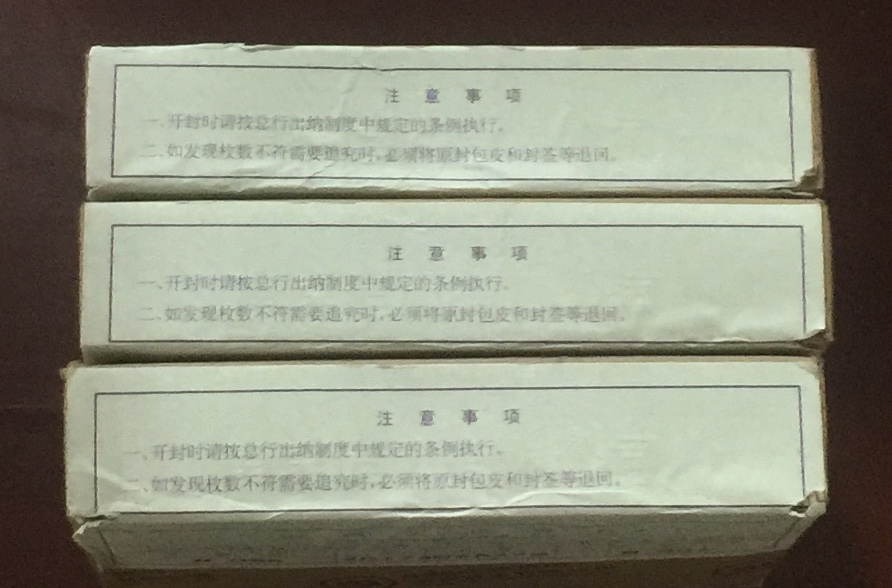 注意事项
一、开封时请按总行出纳制度中规定的条例执行。
二、如发现枚数不符需要追究时，必须将原封包皮和封签等退回。
注意事项
一、开封时请按总行出纳制度中规定的条例执行。
二、如发现枚数不符需要追究时，必须将原封包皮和封签等退回。
注意事项
一、开封时请按总行出纳制度中规定的条例执行。
二、如发现枚数不符需要追究时，必须将原封包皮和封签等退回。